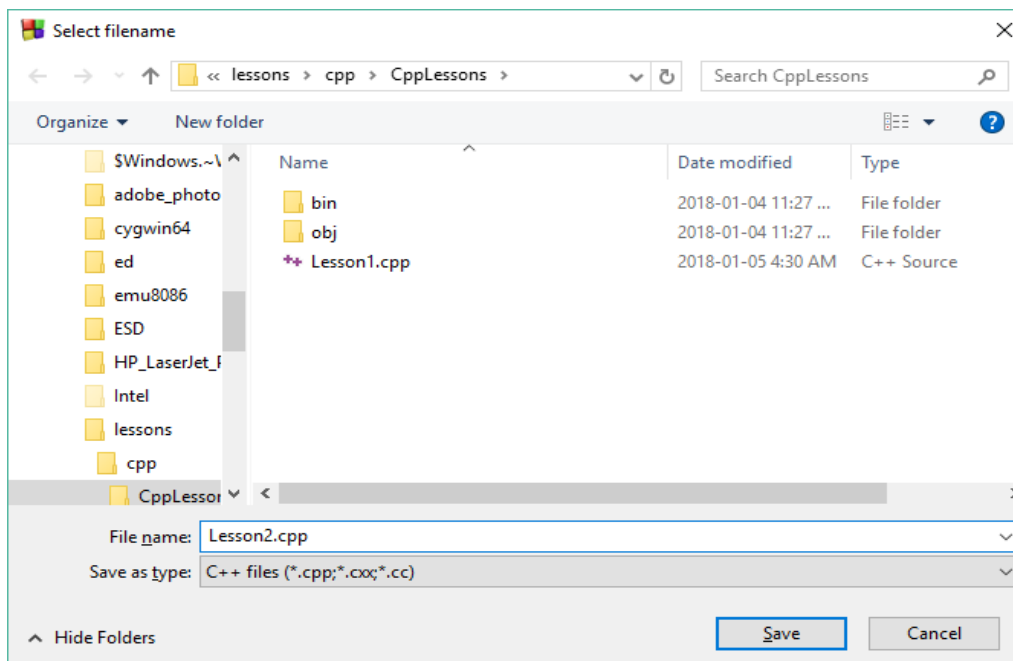 Select filename
« lessons > cpp > CppLessons >
Search CppLessons
Organize
New folder
?
Name
Date modified
Type
$Windows.~\
adobe_photo
cygwin64
ed
emu8086
ESD
HP_LaserJet_
Intel
lessons
cpp
CppLessor
bin 2018-01-04 11:27 ... File folder
obj 2018-01-04 11:27 ... File folder
Lesson1.cpp 2018-01-05 4:30 AM C++ Source
File name: Lesson2.cpp
Save as type: C++ files (*.cpp;*.cxx;*.cc)
Hide Folders
Save
Cancel